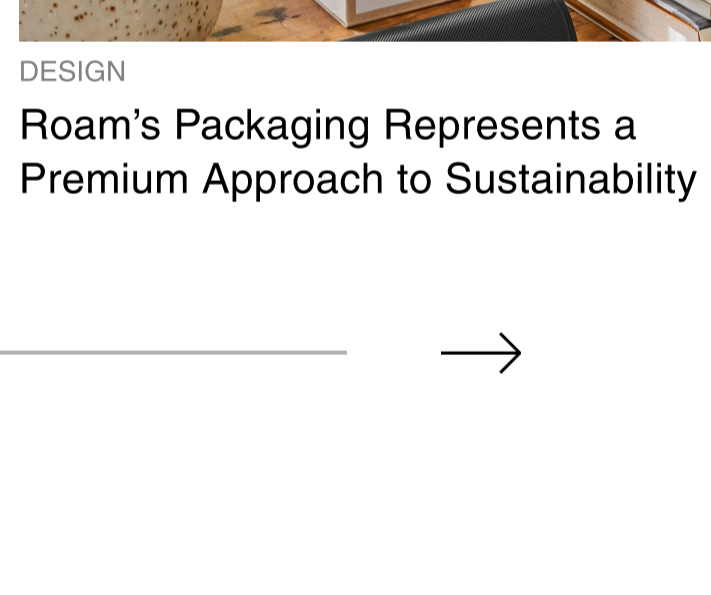 DESIGN
Roam’s Packaging Represents a
Premium Approach to Sustainability